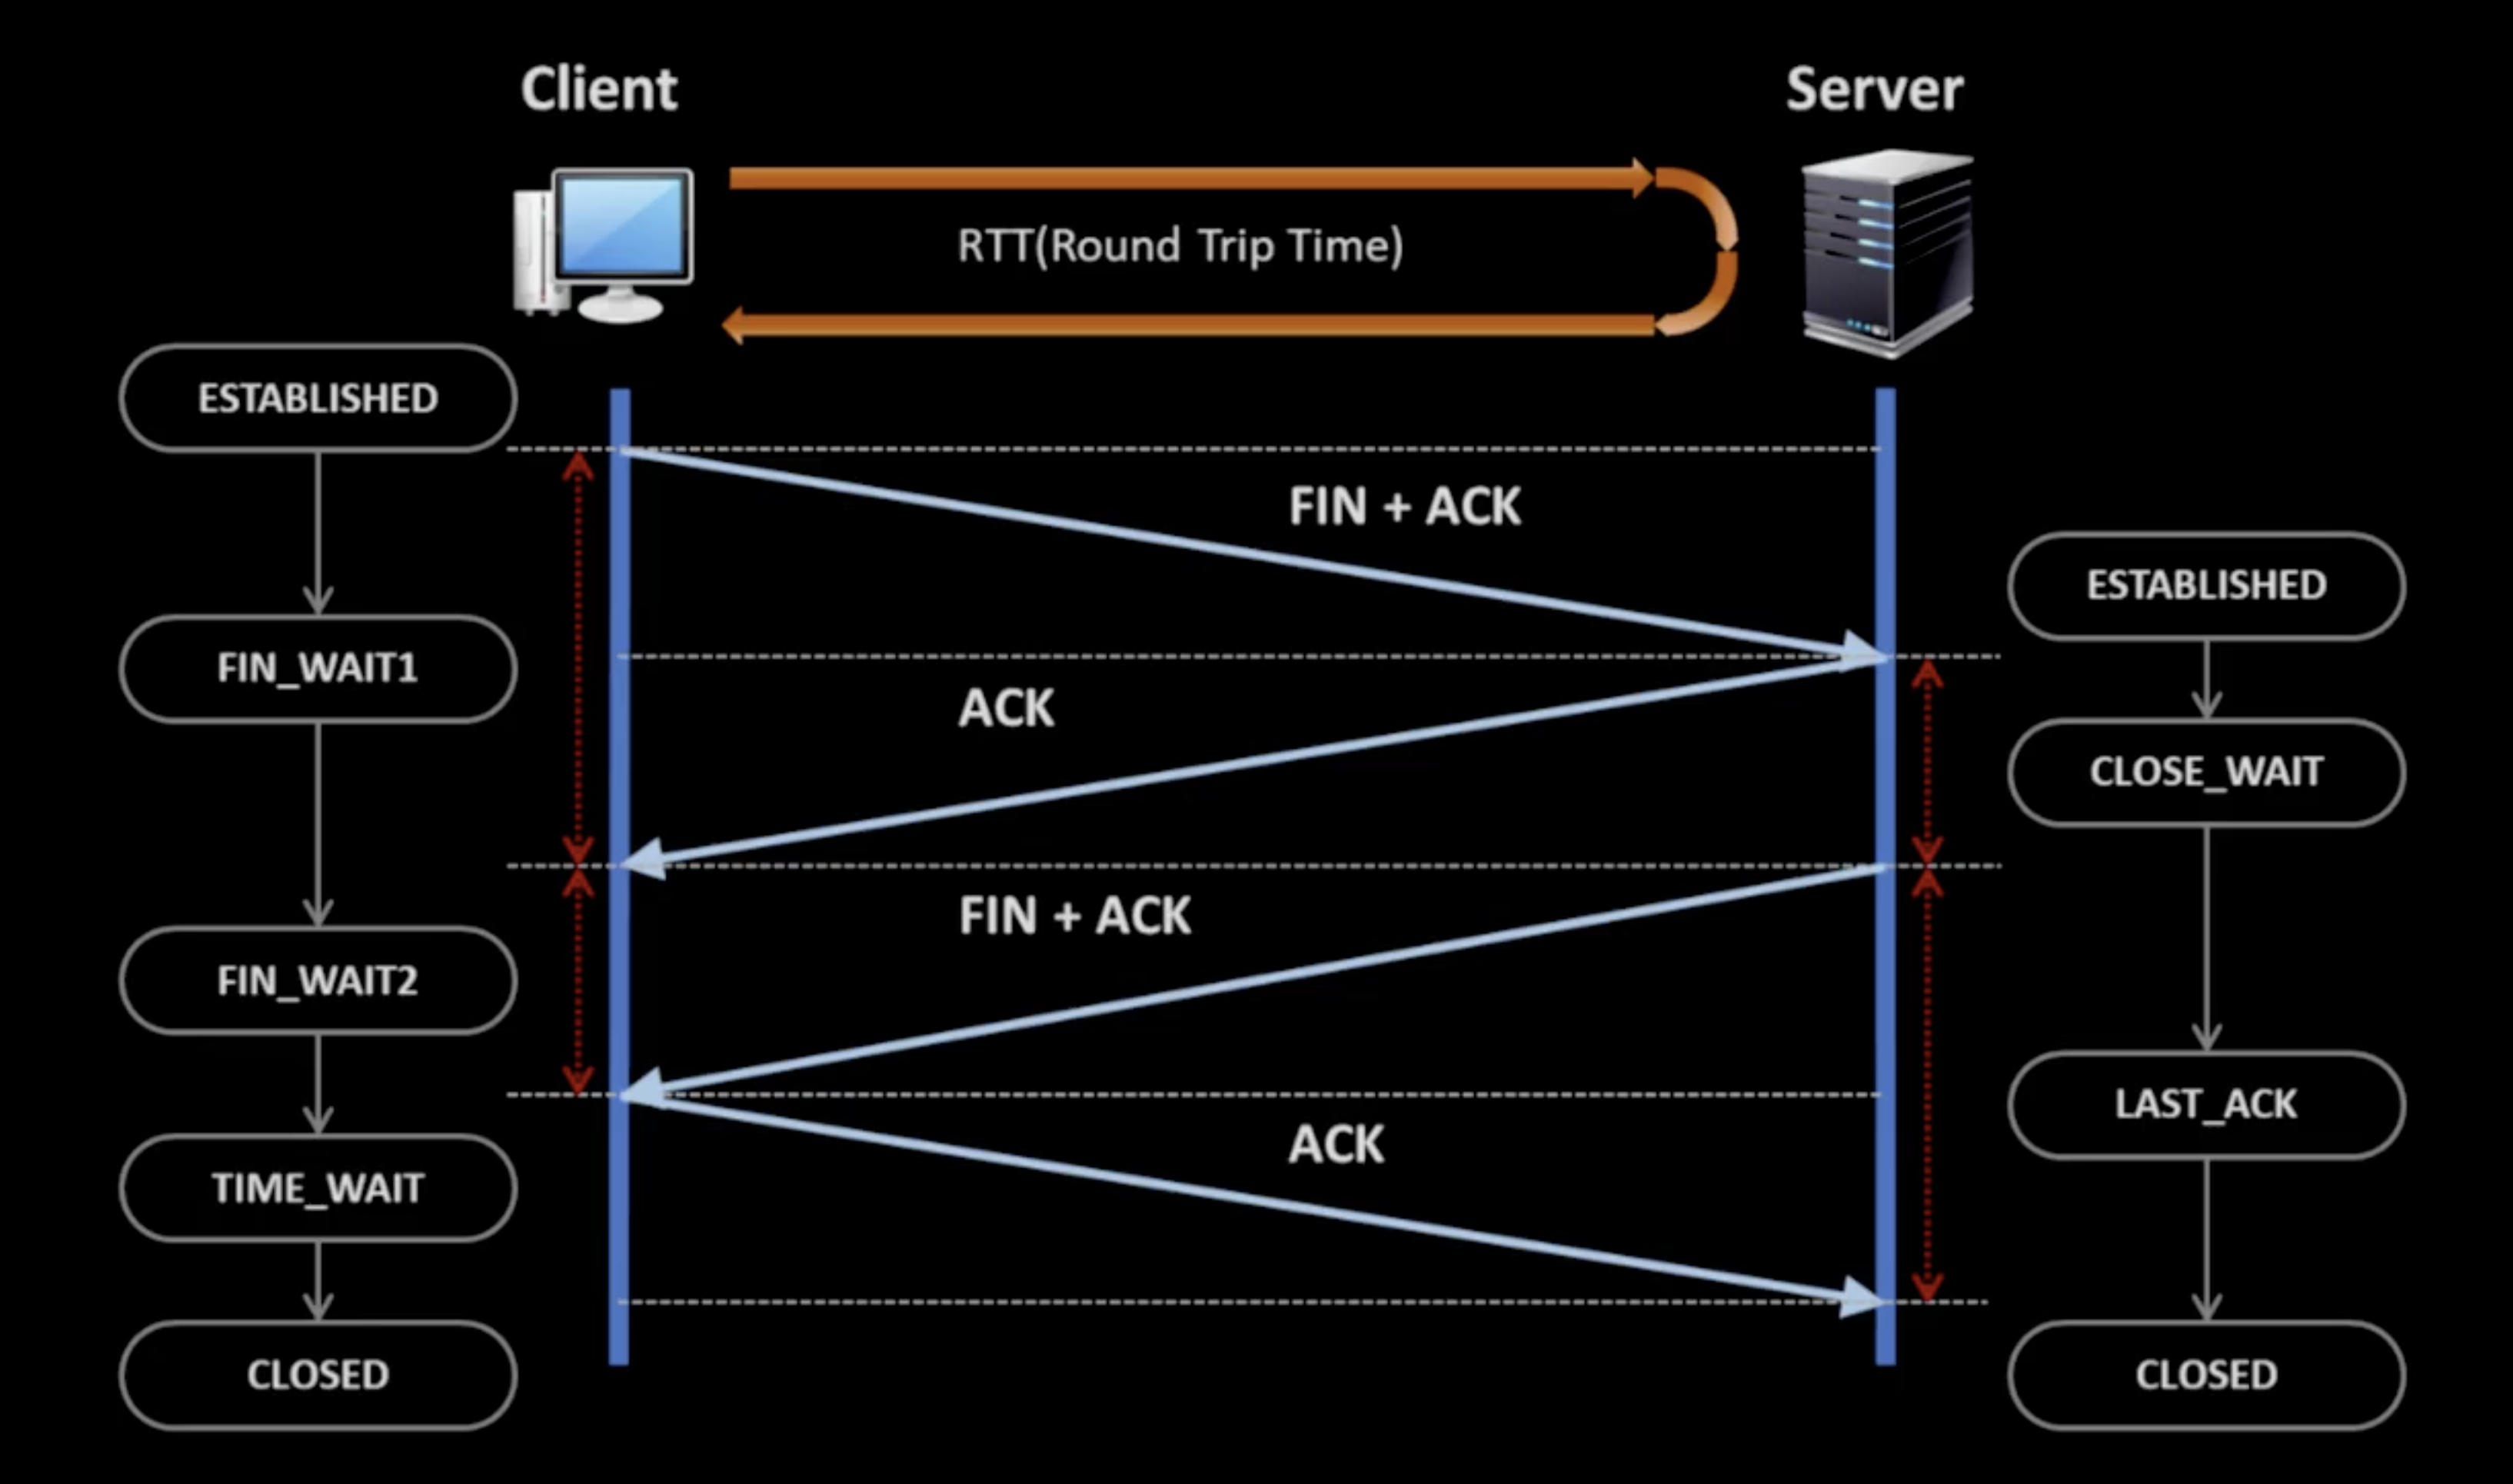 Client
Server
RTT(Round Trip Time)
ESTABLISHED
FIN + ACK
ESTABLISHED
FIN_WAIT1
ACK
CLOSE_WAIT
FIN + ACK
FIN_WAIT2
LAST_ACK
ACK
TIME_WAIT
CLOSED
CLOSED